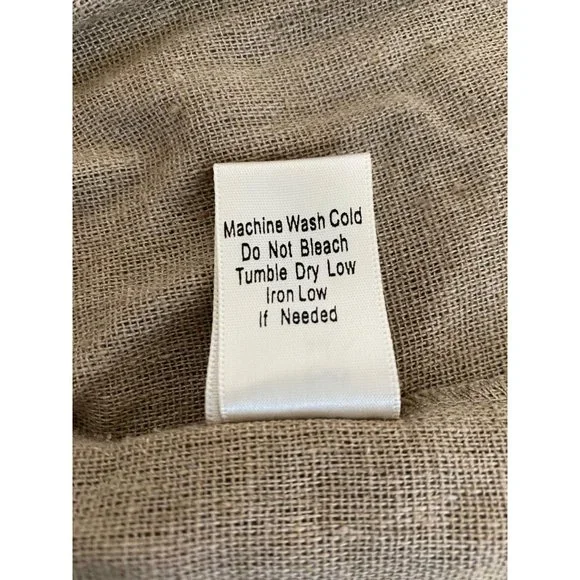 Machine Wash Cold
Do Not Bleach
Tumble Dry Low
Iron Low
If Needed